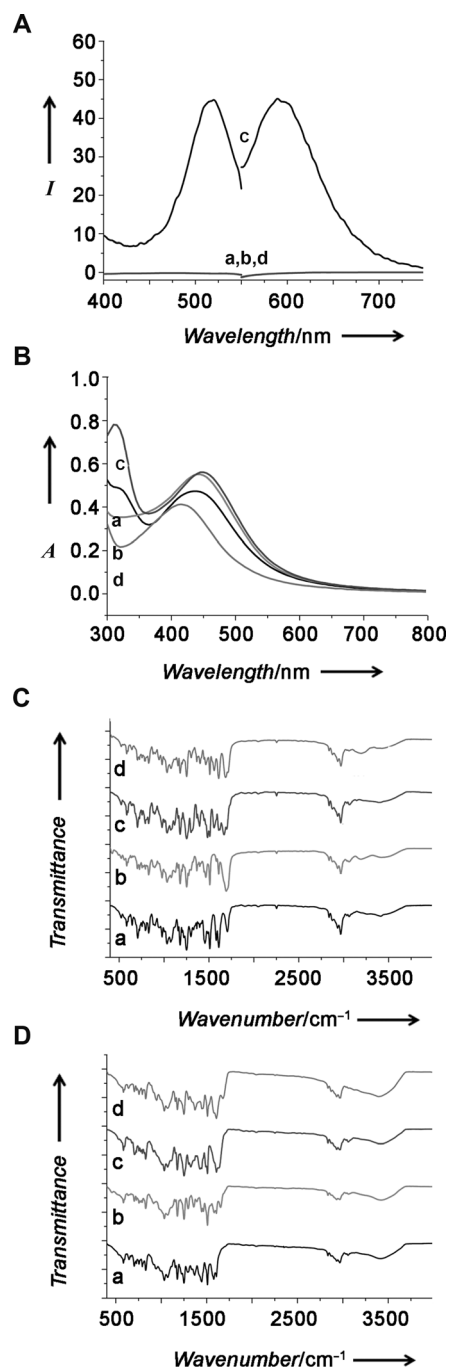 A
60
50
40
30
20
10
0
I
c
a,b,d
400 500 600 700
Wavelength/nm
B
1.0
0.8
0.6
0.4
0.2
0.0
A
c
a
b
d
300 400 500 600 700 800
Wavelength/nm
C
Transmittance
d
c
b
a
500 1500 2500 3500
Wavenumber/cm⁻¹
D
Transmittance
d
c
b
a
500 1500 2500 3500
Wavenumber/cm⁻¹